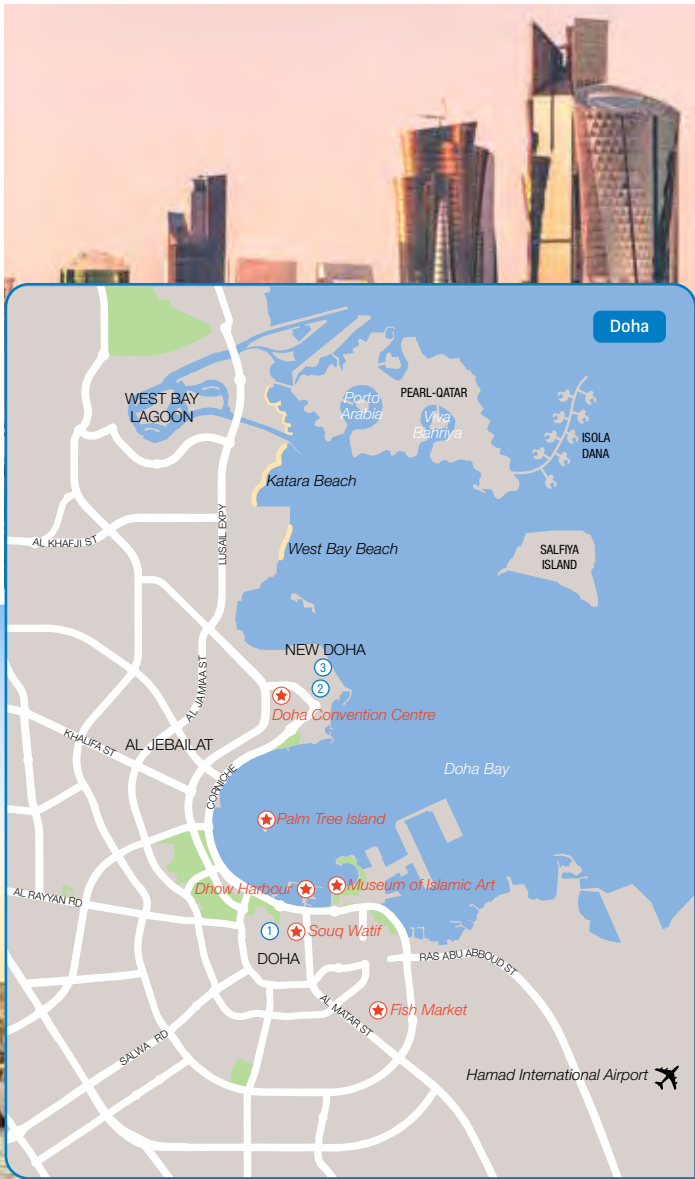 Doha
WEST BAY
LAGOON
Porto
Arabia
PEARL-QATAR
Viva
Bahriya
ISOLA
DANA
Katara Beach
AL KHAFJI ST
LUSAIL EXPY
West Bay Beach
SALFIYA
ISLAND
NEW DOHA
3
2
AL JAMIAA ST
Doha Convention Centre
KHALIFA ST
AL JEBAILAT
Doha Bay
CORNICHE
Palm Tree Island
Dhow Harbour
Museum of Islamic Art
AL RAYYAN RD
1
Souq Watif
DOHA
RAS ABU ABBOUD ST
AL MATAR ST
Fish Market
SALWA RD
Hamad International Airport